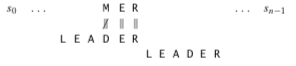 s₀ ... M E R ... sₙ₋₁
∦ ∥ ∥
L E A D E R
L E A D E R